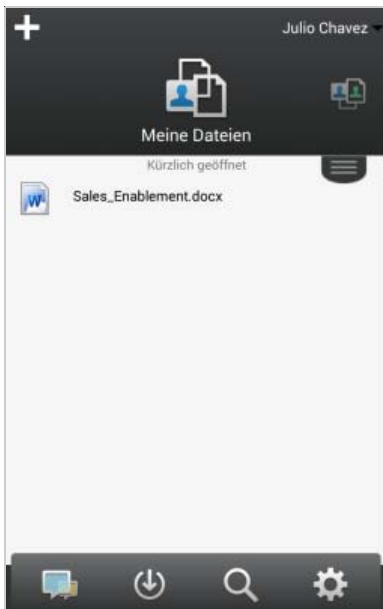 Julio Chavez
Meine Dateien
Kürzlich geöffnet
Sales_Enablement.docx